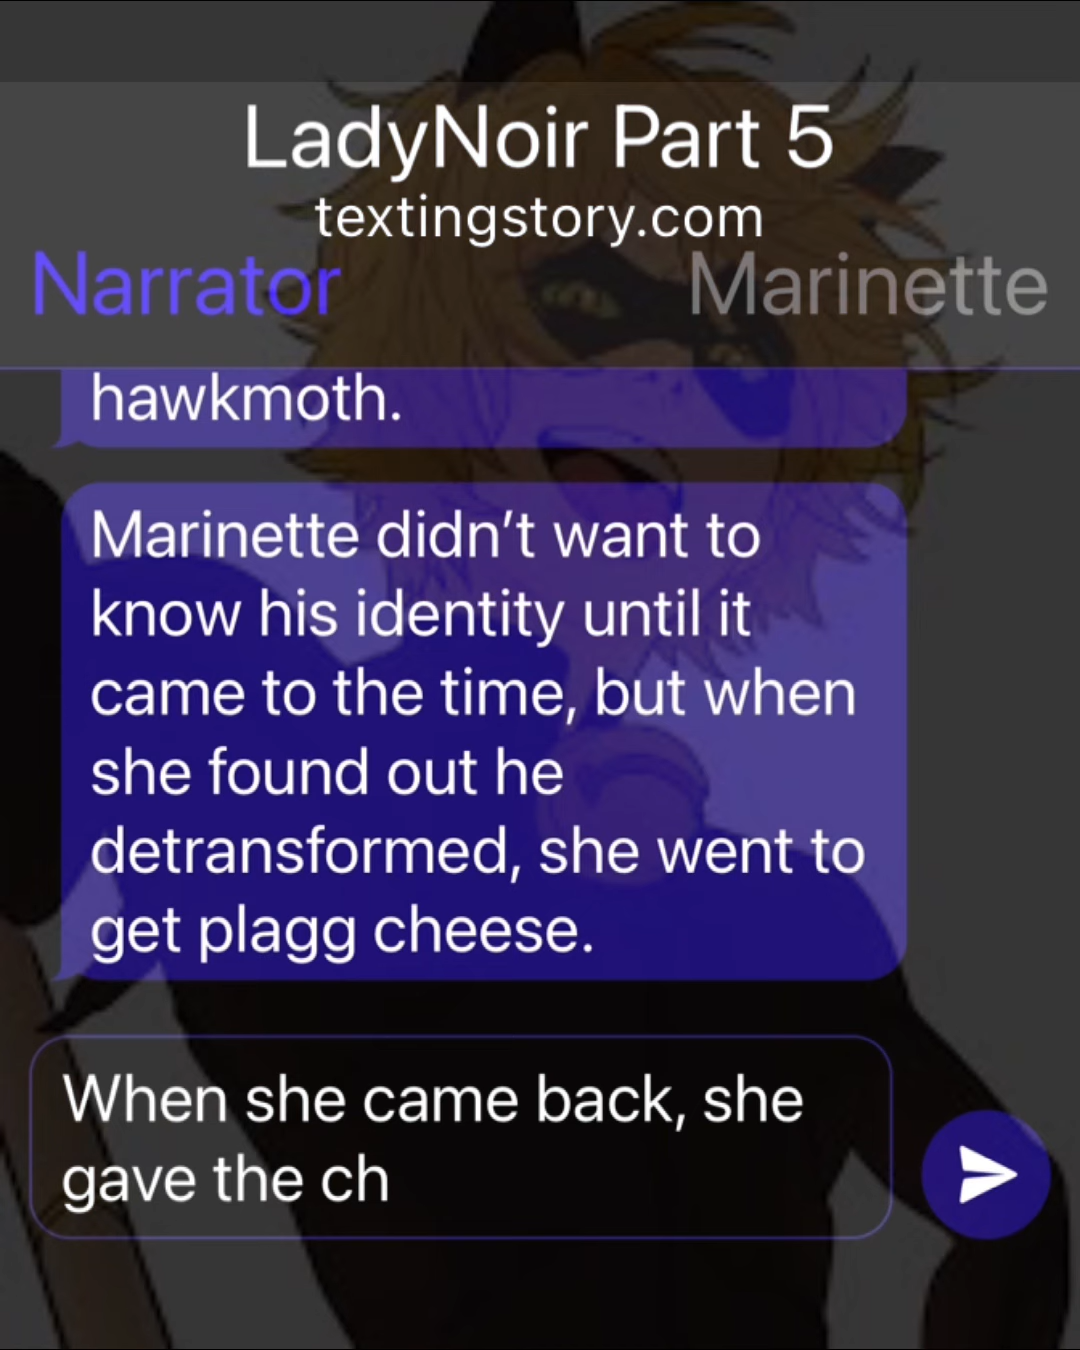 LadyNoir Part 5
textingstory.com
Narrator
Marinette
hawkmoth.
Marinette didn’t want to
know his identity until it
came to the time, but when
she found out he
detransformed, she went to
get plagg cheese.
When she came back, she
gave the ch